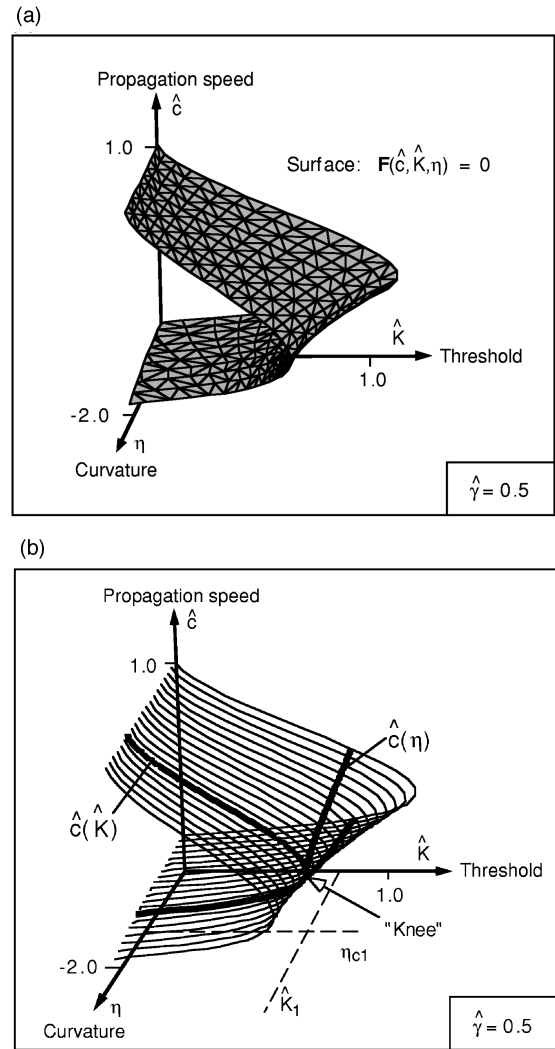 (a)
Propagation speed
ĉ
1.0
Surface: F(ĉ,K̂,η) = 0
K̂
Threshold
1.0
-2.0
η
Curvature
γ̂ = 0.5
(b)
Propagation speed
ĉ
1.0
ĉ(η)
ĉ(K̂)
K̂
Threshold
1.0
"Knee"
ηc1
-2.0
K̂1
η
Curvature
γ̂ = 0.5